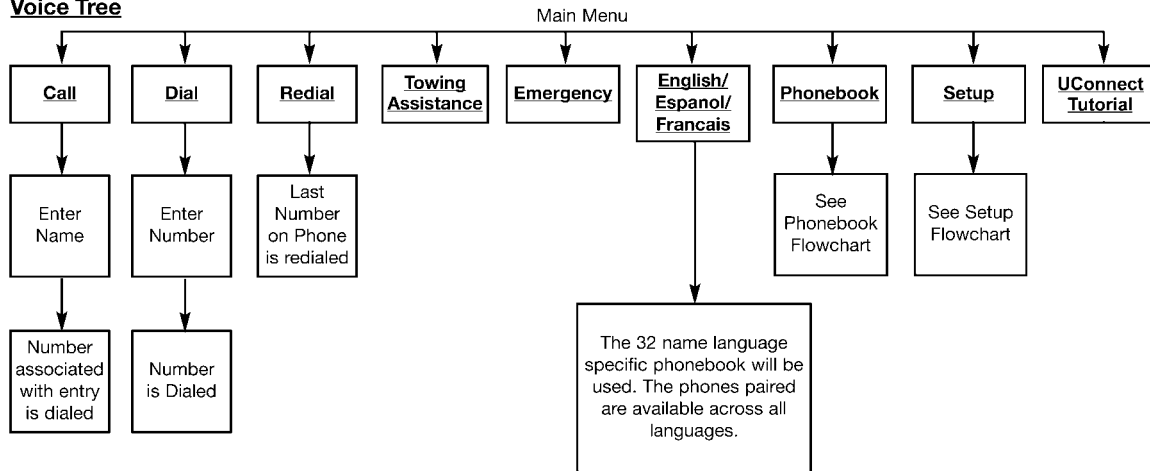 Voice Tree
Main Menu
Call
Dial
Redial
Towing
Assistance
Emergency
English/
Espanol/
Francais
Phonebook
Setup
UConnect
Tutorial
Enter
Name
Enter
Number
Last
Number
on Phone
is redialed
See
Phonebook
Flowchart
See Setup
Flowchart
Number
associated
with entry
is dialed
Number
is Dialed
The 32 name language
specific phonebook will be
used. The phones paired
are available across all
languages.